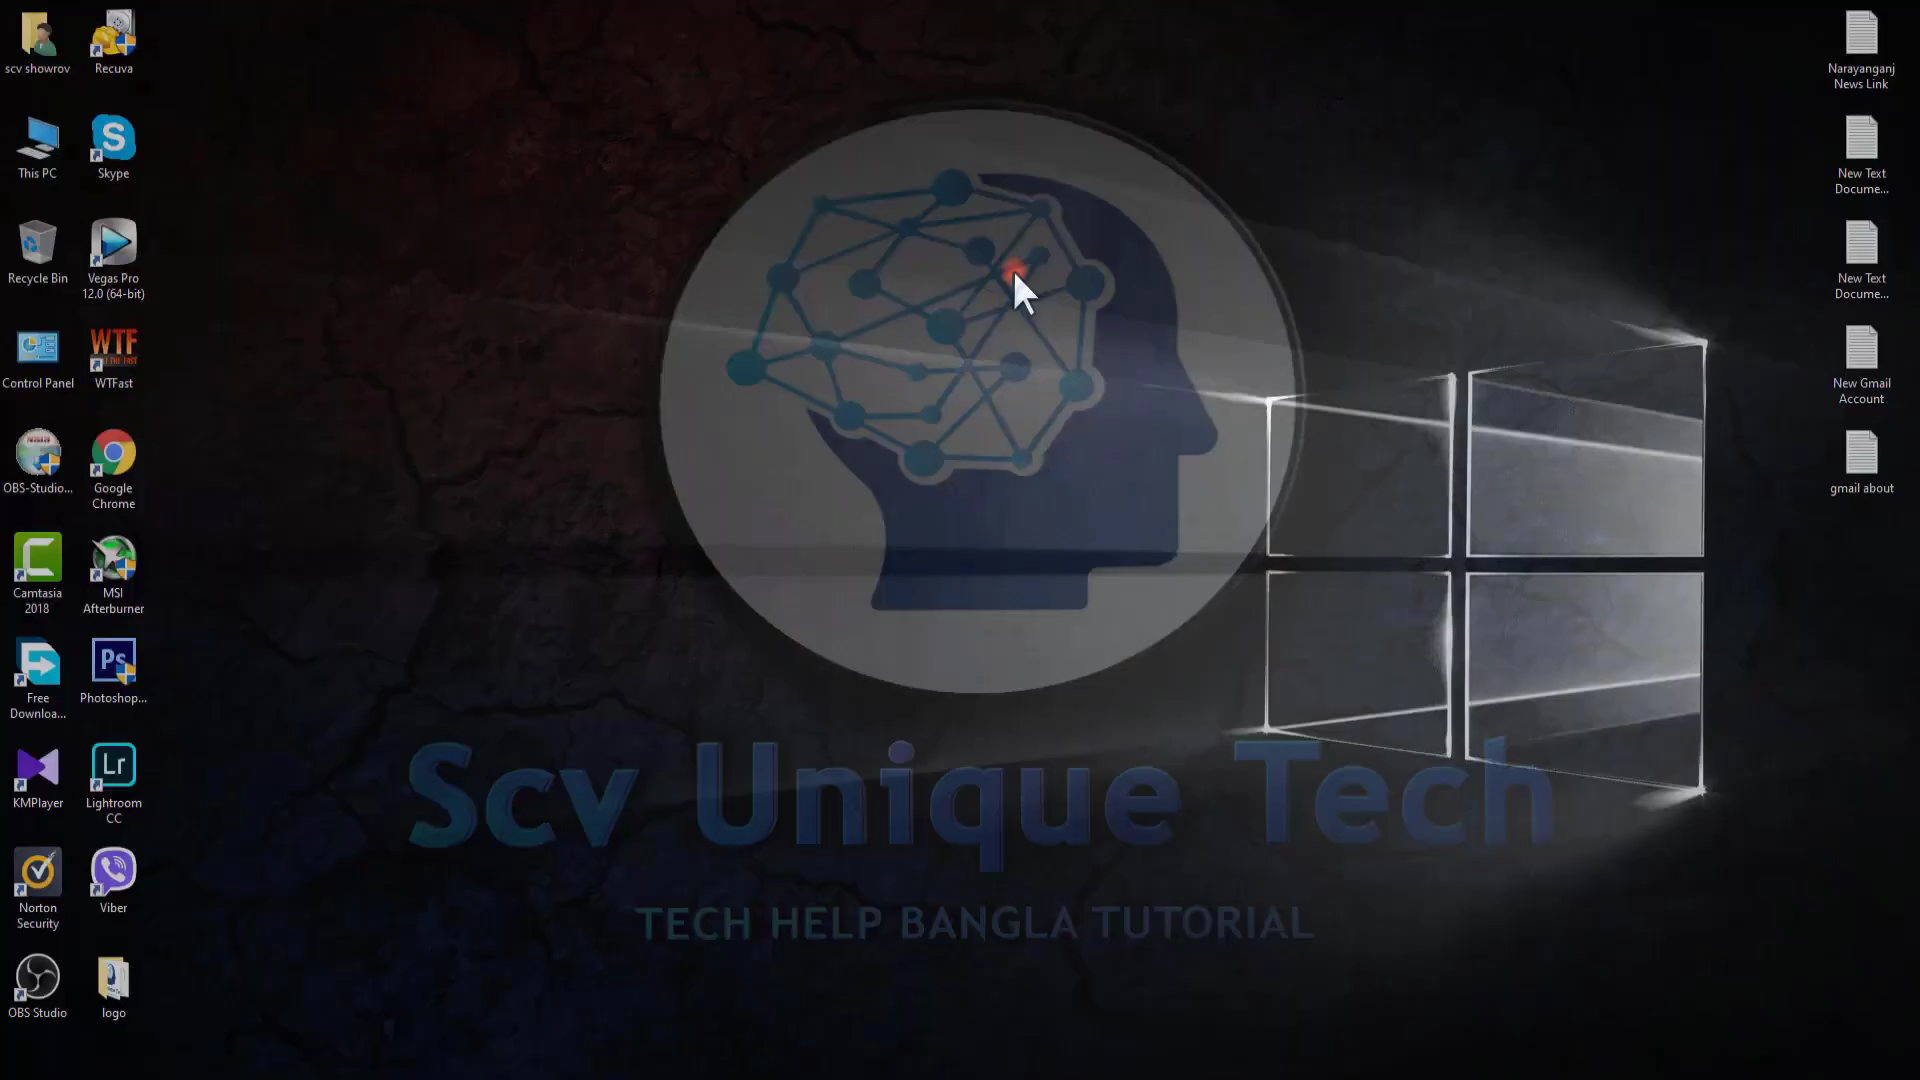 scv showrov
Recuva
This PC
Skype
Recycle Bin
Vegas Pro
12.0 (64-bit)
Control Panel
WTF
WTFast
OBS-Studio...
Google
Chrome
Camtasia
2018
MSI
Afterburner
Free
Downloa...
Ps
Photoshop...
KMPlayer
Lr
Lightroom
CC
Norton
Security
Viber
OBS Studio
logo
Scv Unique Tech
TECH HELP BANGLA TUTORIAL
Narayanganj
News Link
New Text
Docume...
New Text
Docume...
New Gmail
Account
gmail about